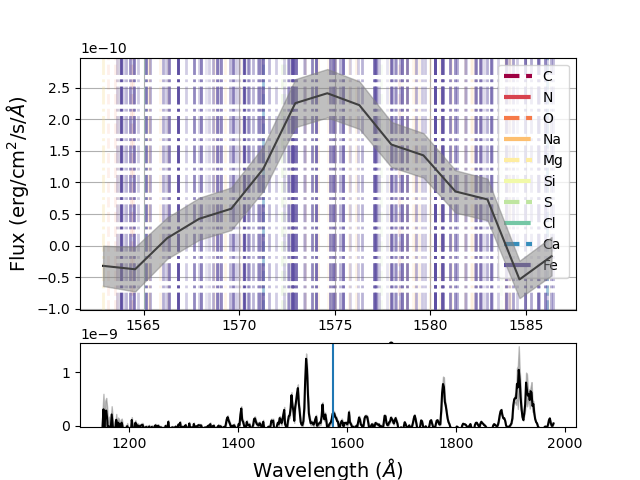 1e−10
Flux (erg/cm²/s/Å)
2.5
2.0
1.5
1.0
0.5
0.0
−0.5
−1.0
C
N
O
Na
Mg
Si
S
Cl
Ca
Fe
1565 1570 1575 1580 1585
1e−9
1
0
1200 1400 1600 1800 2000
Wavelength (Å)